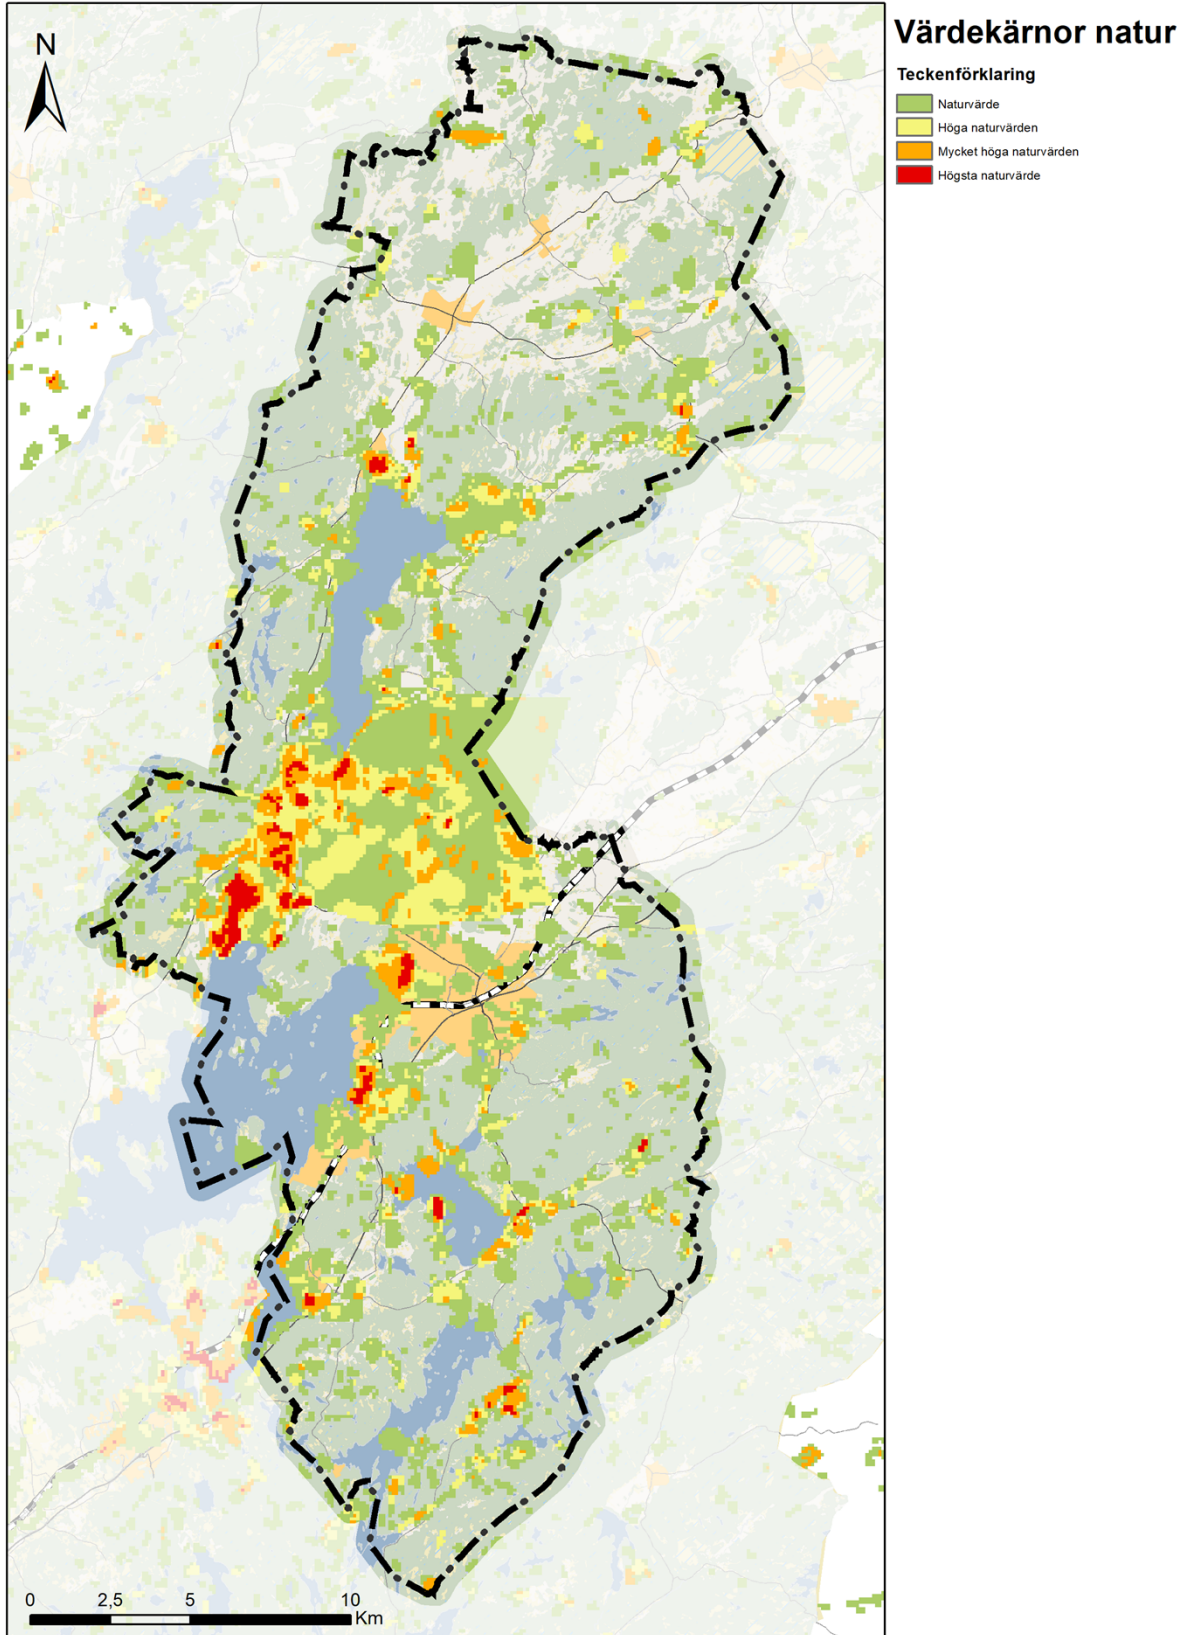 Värdekärnor natur
N
Teckenförklaring
Naturvärde
Höga naturvärden
Mycket höga naturvärden
Högsta naturvärde
0 2,5 5 10
Km